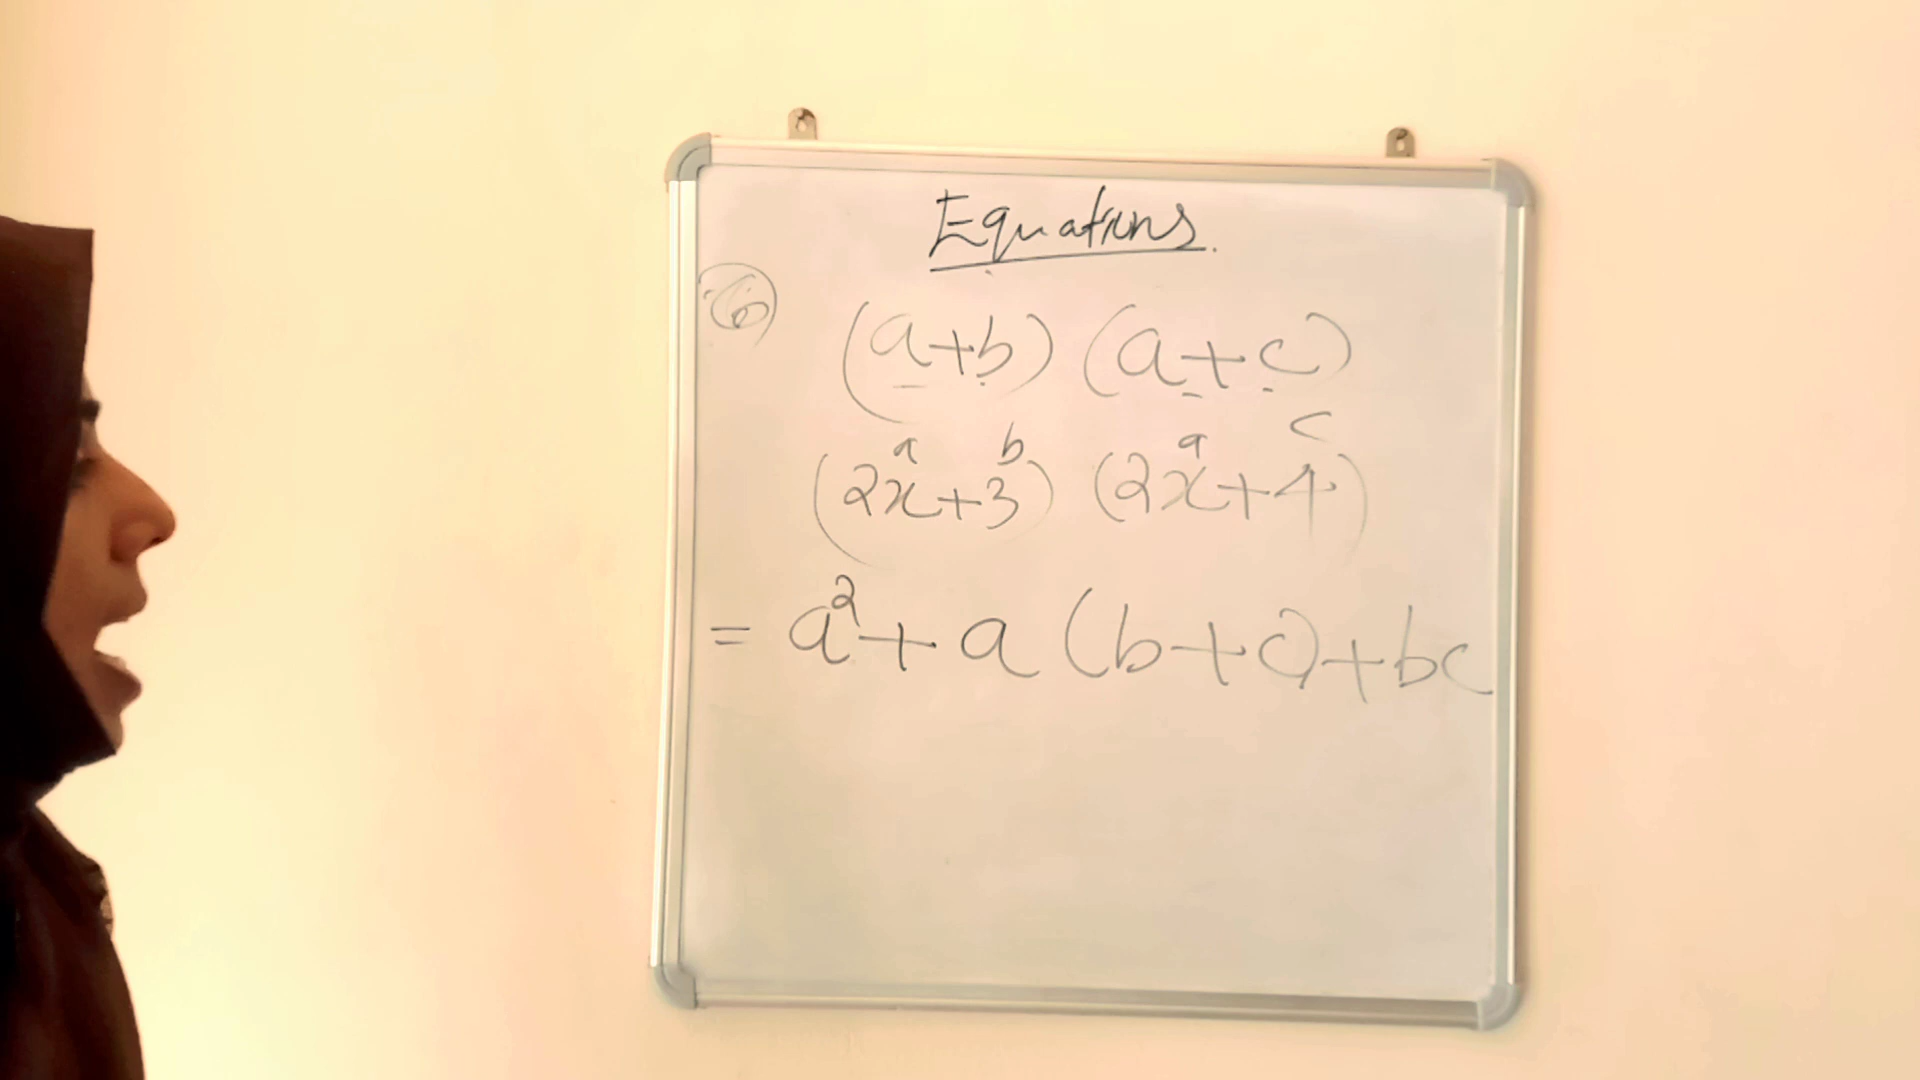 Equations.
6
(a+b) (a+c)
a b a c
(2x+3) (2x+4)
= a²+ a (b+c)+bc